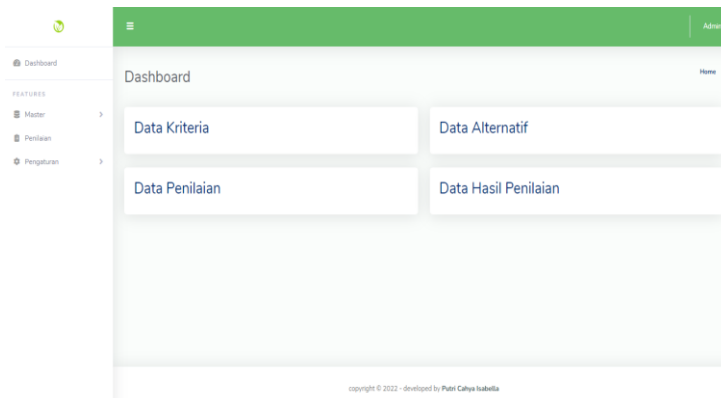 Admin
Dashboard
FEATURES
Master
Penilaian
Pengaturan
Dashboard
Home
Data Kriteria
Data Alternatif
Data Penilaian
Data Hasil Penilaian
copyright © 2022 - developed by Putri Cahya Isabella